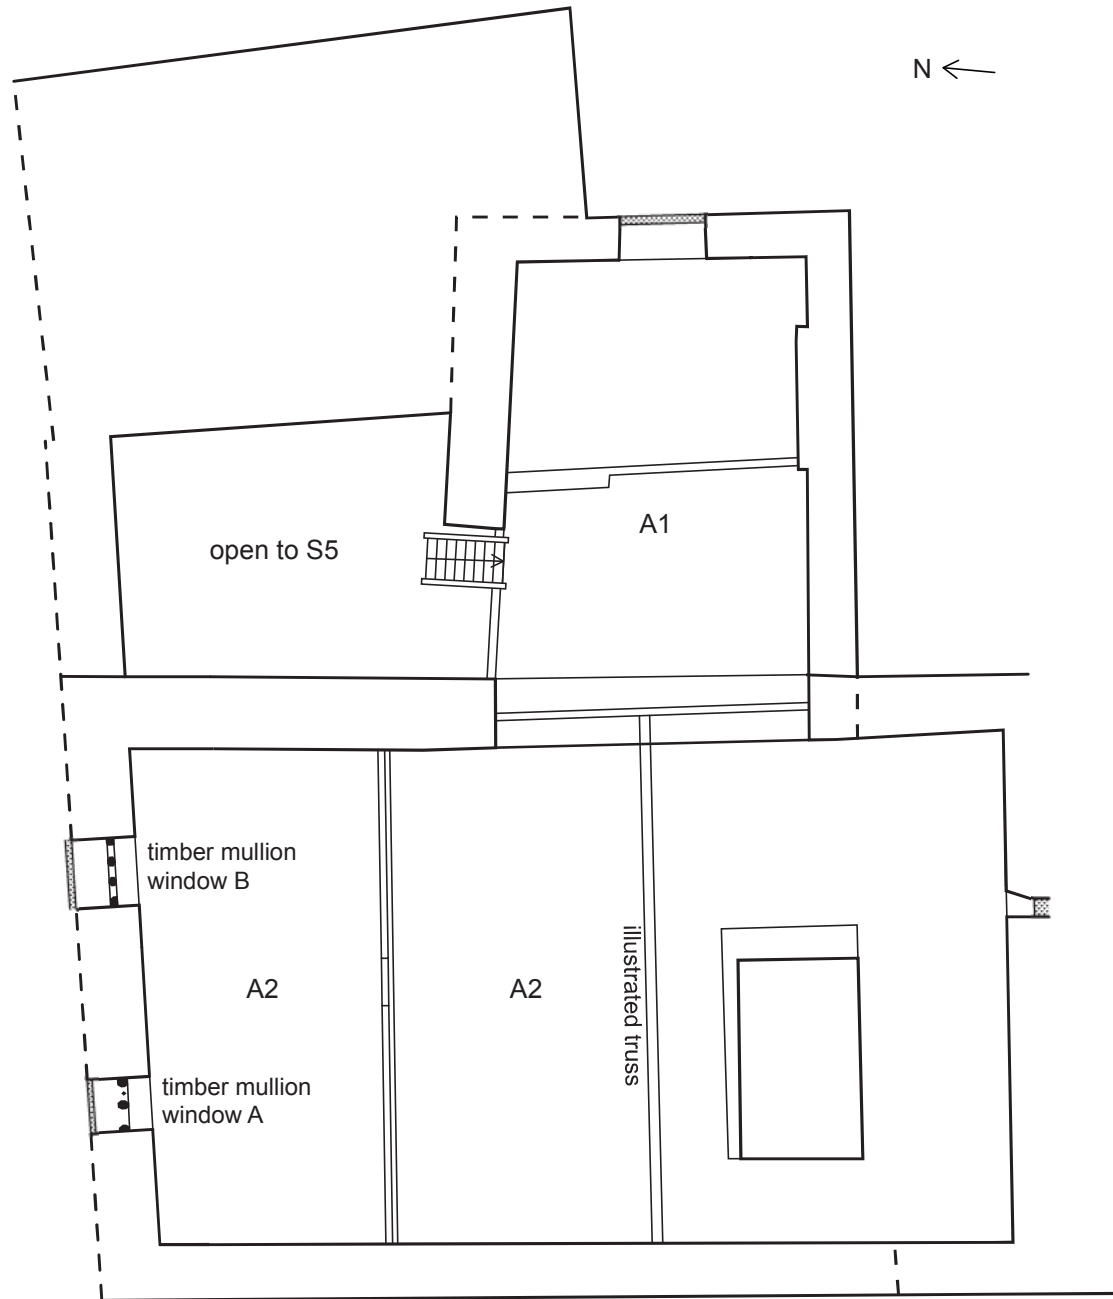 N
A1
open to S5
timber mullion
window B
A2
A2
illustrated truss
timber mullion
window A